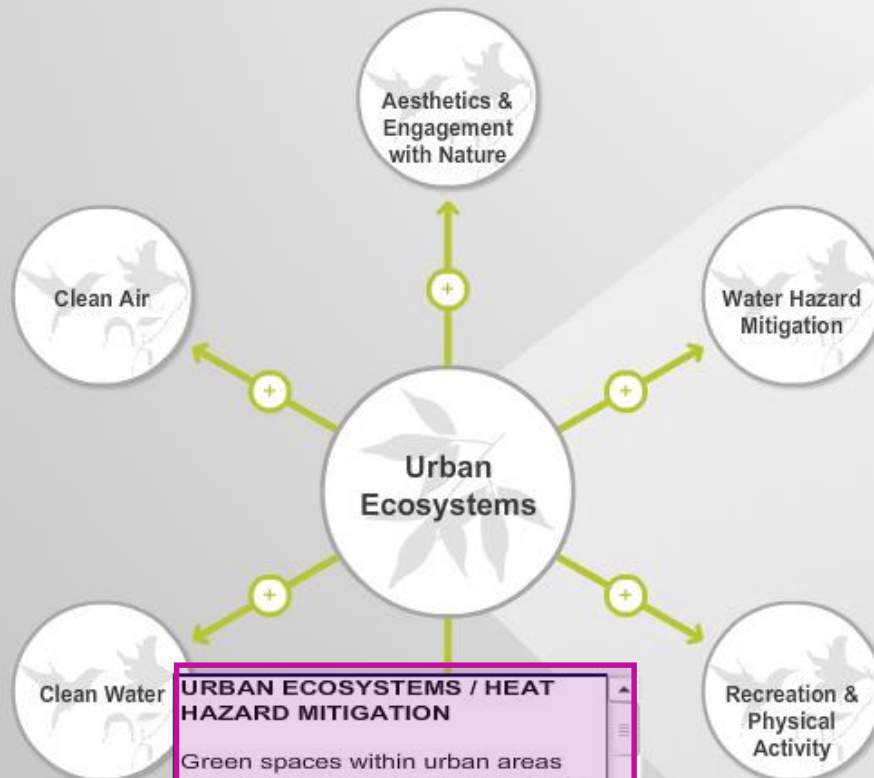 Aesthetics &
Engagement
with Nature
Clean Air
Water Hazard
Mitigation
+
+
+
Urban
Ecosystems
+
+
Clean Water
URBAN ECOSYSTEMS / HEAT
HAZARD MITIGATION
Green spaces within urban areas
Recreation &
Physical
Activity